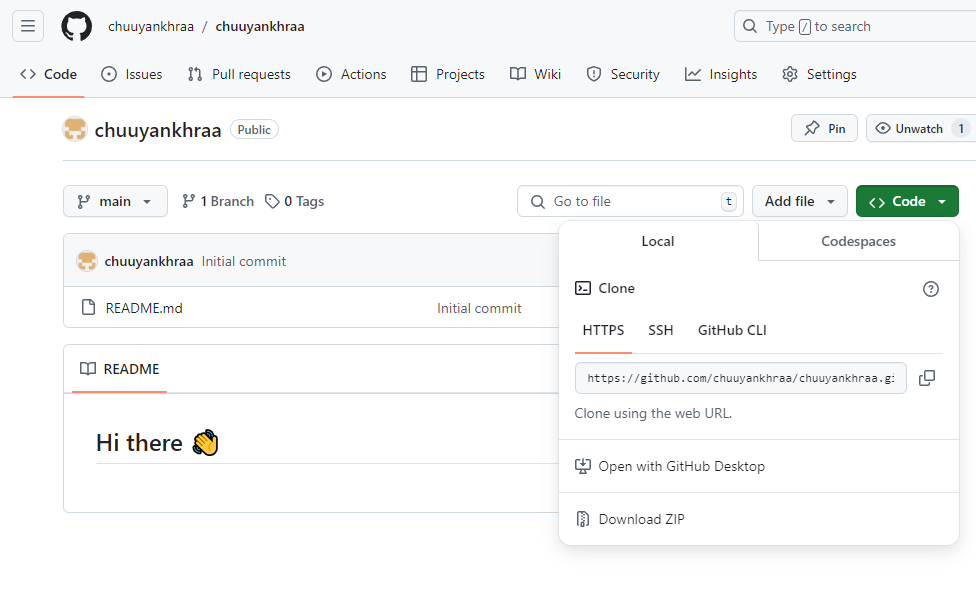 chuuyankhraa / chuuyankhraa
Type / to search
Code Issues Pull requests Actions Projects Wiki Security Insights Settings
chuuyankhraa Public
Pin Unwatch 1
main 1 Branch 0 Tags
Go to file t
Add file Code
Local Codespaces
chuuyankhraa Initial commit
Clone
README.md Initial commit
HTTPS SSH GitHub CLI
README
https://github.com/chuuyankhraa/chuuyankhraa.gi
Clone using the web URL.
Hi there 👋
Open with GitHub Desktop
Download ZIP